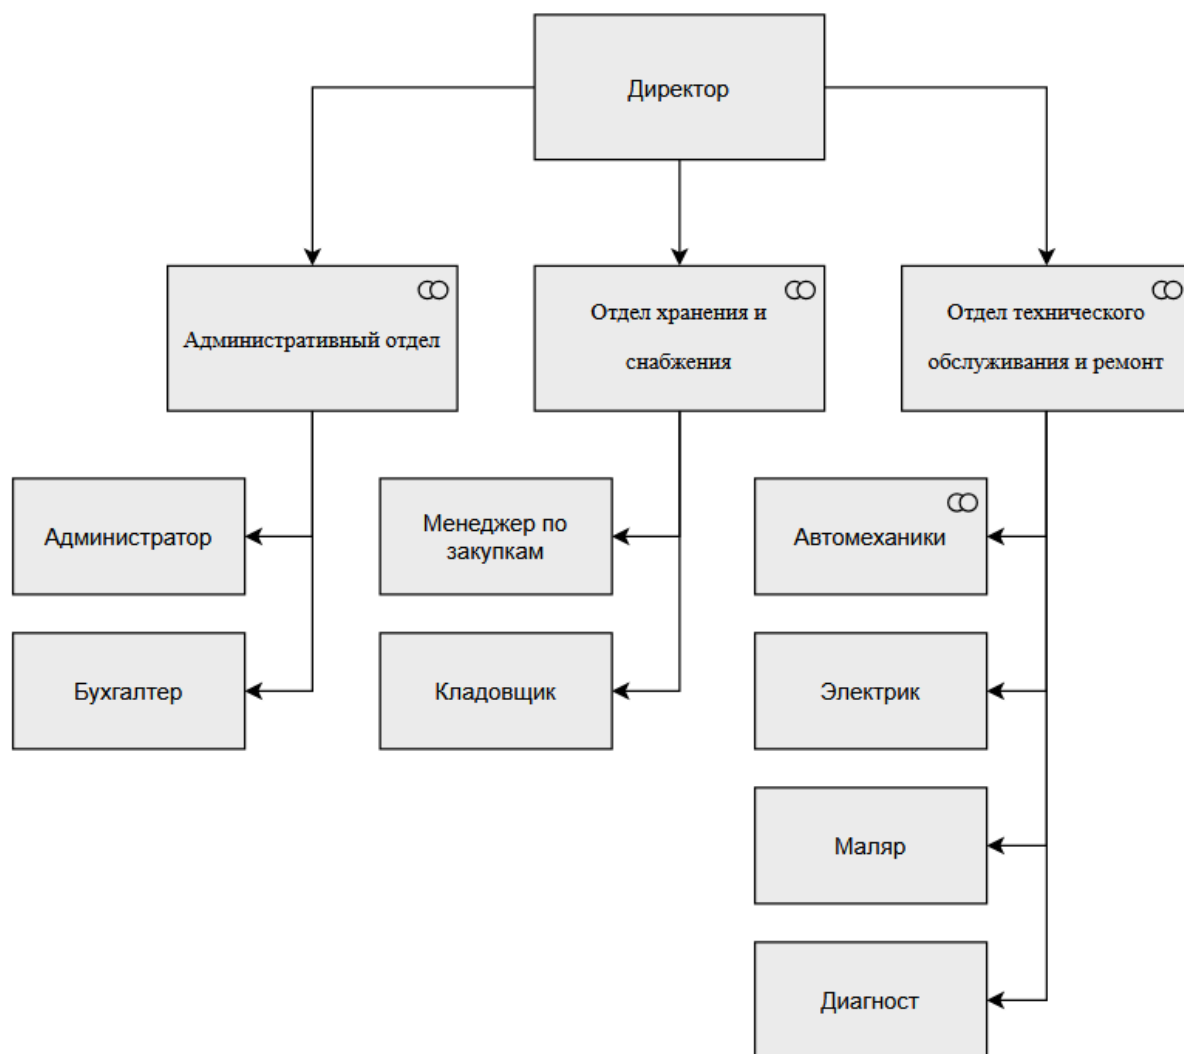 Директор
Административный отдел
Отдел хранения и
снабжения
Отдел технического
обслуживания и ремонт
Администратор
Менеджер по
закупкам
Автомеханики
Бухгалтер
Кладовщик
Электрик
Маляр
Диагност